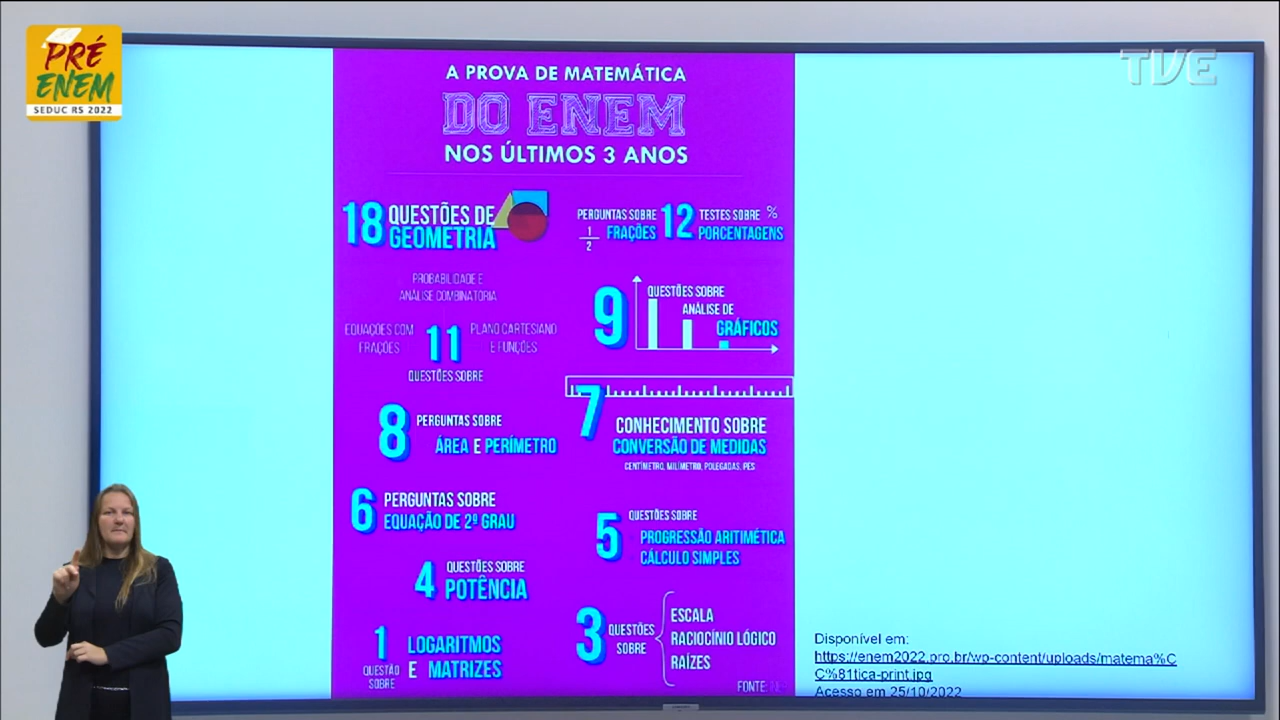 PRÉ
ENEM
SEDUC RS 2022
TVE
A PROVA DE MATEMÁTICA
DO ENEM
NOS ÚLTIMOS 3 ANOS
18 QUESTÕES DE
GEOMETRIA
PERGUNTAS SOBRE
1/2 FRAÇÕES
12 TESTES SOBRE %
PORCENTAGENS
PROBABILIDADE E
ANÁLISE COMBINATÓRIA
EQUAÇÕES COM
FRAÇÕES
11
PLANO CARTESIANO
E FUNÇÕES
QUESTÕES SOBRE
9 QUESTÕES SOBRE
ANÁLISE DE
GRÁFICOS
8 PERGUNTAS SOBRE
ÁREA E PERÍMETRO
7 CONHECIMENTO SOBRE
CONVERSÃO DE MEDIDAS
CENTÍMETRO, MILÍMETRO, POLEGADAS, PÉS
6 PERGUNTAS SOBRE
EQUAÇÃO DE 2º GRAU
5 QUESTÕES SOBRE
PROGRESSÃO ARITIMÉTICA
CÁLCULO SIMPLES
4 QUESTÕES SOBRE
POTÊNCIA
3 QUESTÕES
SOBRE
ESCALA
RACIOCÍNIO LÓGICO
RAÍZES
1 QUESTÃO
SOBRE
LOGARITMOS
E MATRIZES
FONTE:
Disponível em:
https://enem2022.pro.br/wp-content/uploads/matema%C
C%81tica-print.jpg
Acesso em 25/10/2022